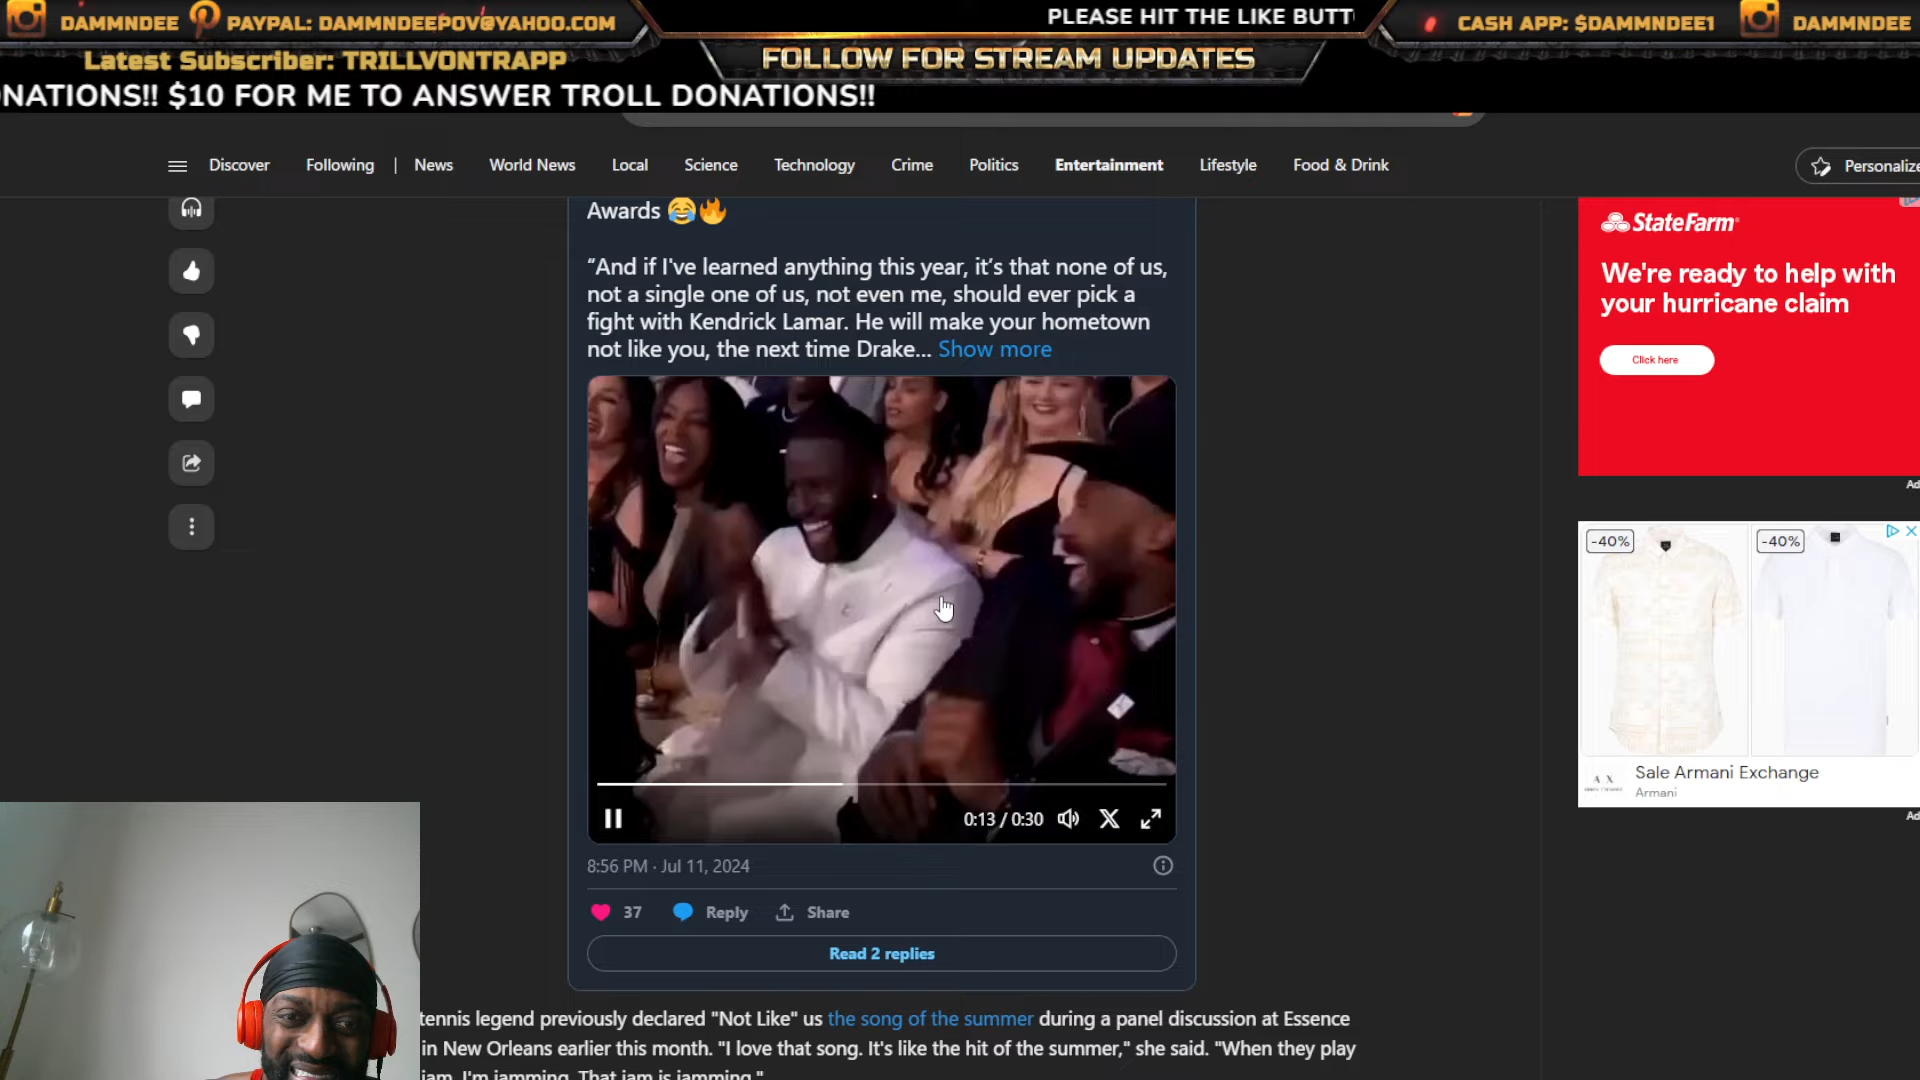 DAMMNDEE
PAYPAL: DAMMNDEEPOV@YAHOO.COM
PLEASE HIT THE LIKE BUTT
CASH APP: $DAMMNDEE1
DAMMNDEE
Latest Subscriber: TRILLVONTRAPP
FOLLOW FOR STREAM UPDATES
NATIONS!! $10 FOR ME TO ANSWER TROLL DONATIONS!!
Discover
Following
|
News
World News
Local
Science
Technology
Crime
Politics
Entertainment
Lifestyle
Food & Drink
Personalize
Awards 😂🔥
“And if I've learned anything this year, it’s that none of us,
not a single one of us, not even me, should ever pick a
fight with Kendrick Lamar. He will make your hometown
not like you, the next time Drake... Show more
0:13 / 0:30
8:56 PM · Jul 11, 2024
37
Reply
Share
Read 2 replies
tennis legend previously declared "Not Like" us the song of the summer during a panel discussion at Essence
in New Orleans earlier this month. "I love that song. It's like the hit of the summer," she said. "When they play
jam, I'm jamming. That jam is jamming."
StateFarm
We're ready to help with
your hurricane claim
Click here
Ad
-40%
-40%
Sale Armani Exchange
Armani
A X
Ad